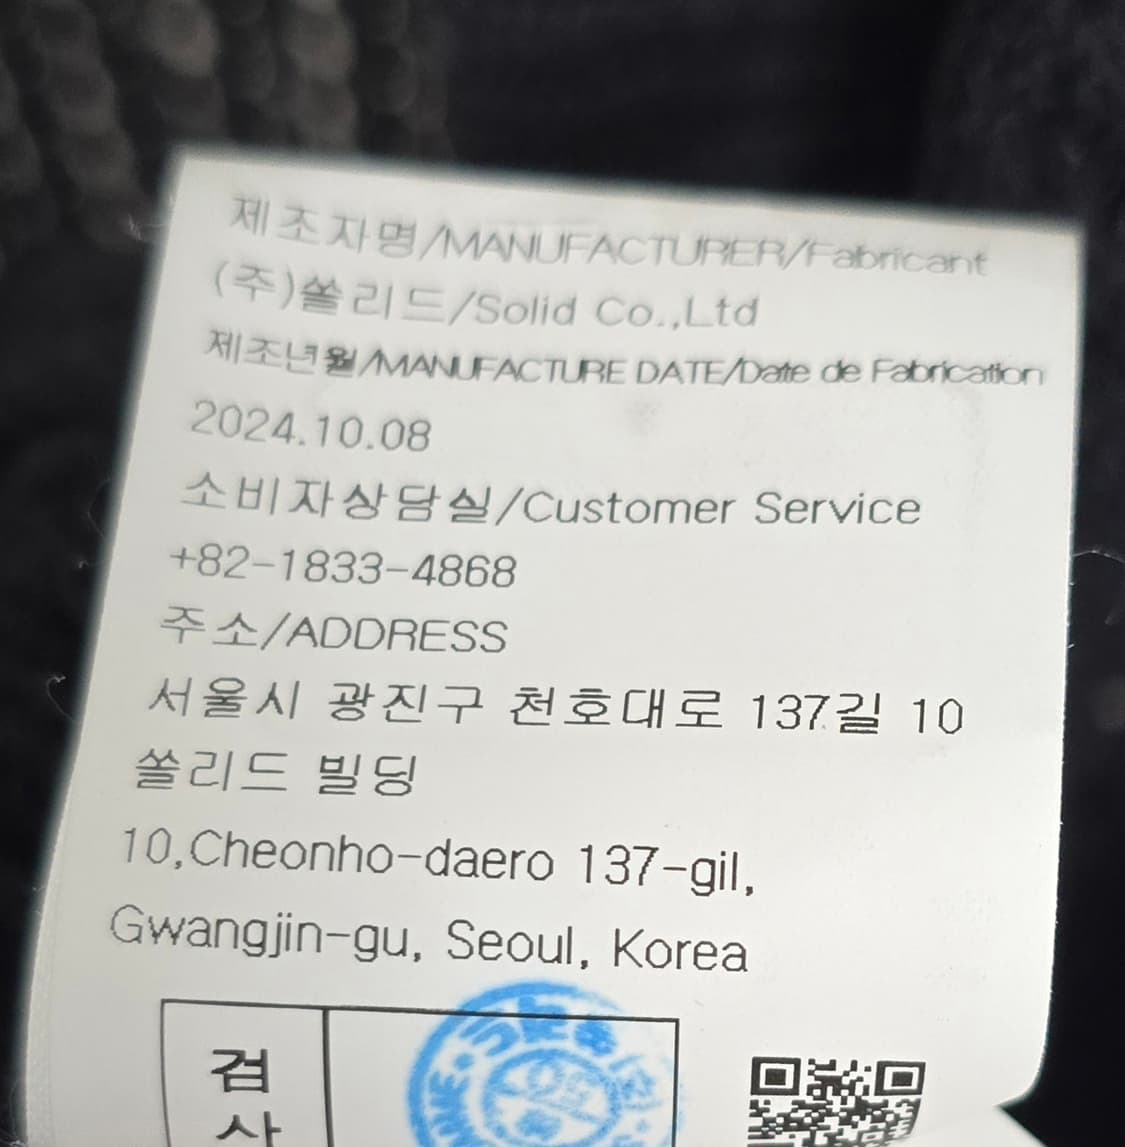 제조자명/MANUFACTURER/Fabricant
(주)쏠리드/Solid Co.,Ltd
제조년월/MANUFACTURE DATE/Date de Fabrication
2024.10.08
소비자상담실/Customer Service
+82-1833-4868
주소/ADDRESS
서울시 광진구 천호대로 137길 10
쏠리드 빌딩
10,Cheonho-daero 137-gil,
Gwangjin-gu, Seoul, Korea
검
사